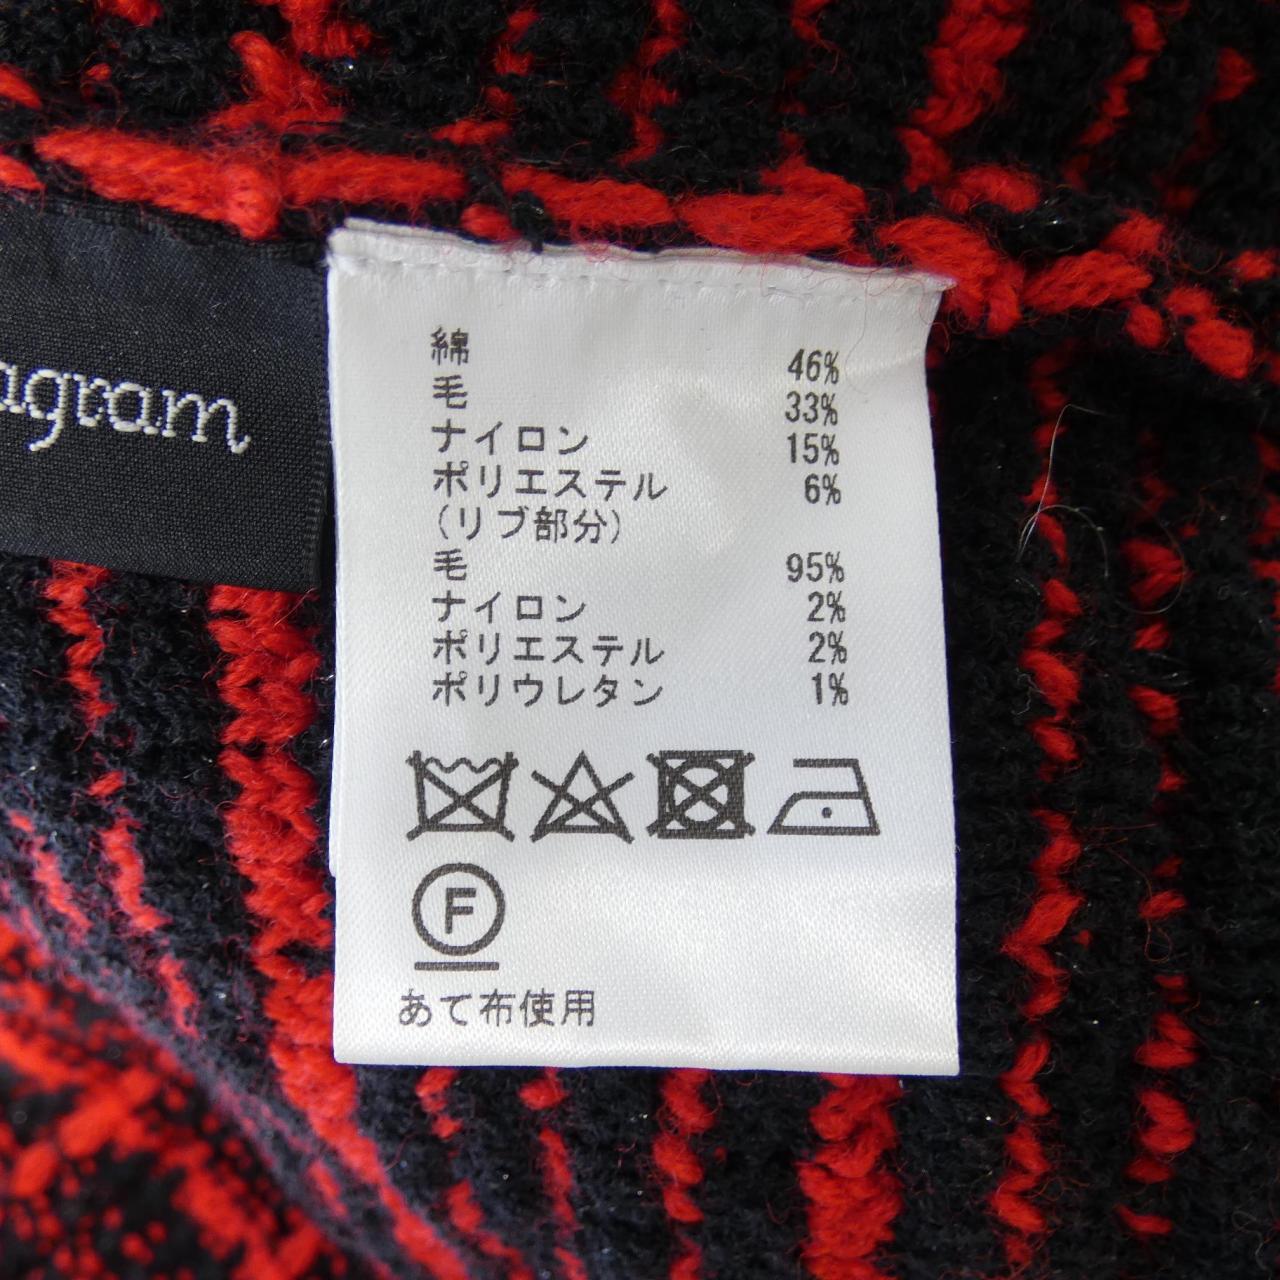 agram
綿 46%
毛 33%
ナイロン 15%
ポリエステル 6%
(リブ部分)
毛 95%
ナイロン 2%
ポリエステル 2%
ポリウレタン 1%
F
あて布使用